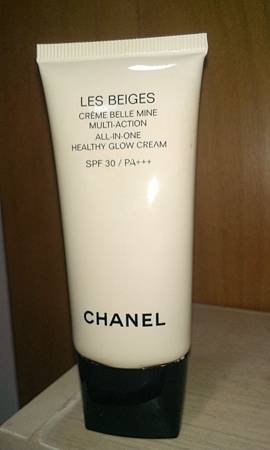 LES BEIGES
CRÈME BELLE MINE
MULTI-ACTION
ALL-IN-ONE
HEALTHY GLOW CREAM
SPF 30 / PA+++
CHANEL